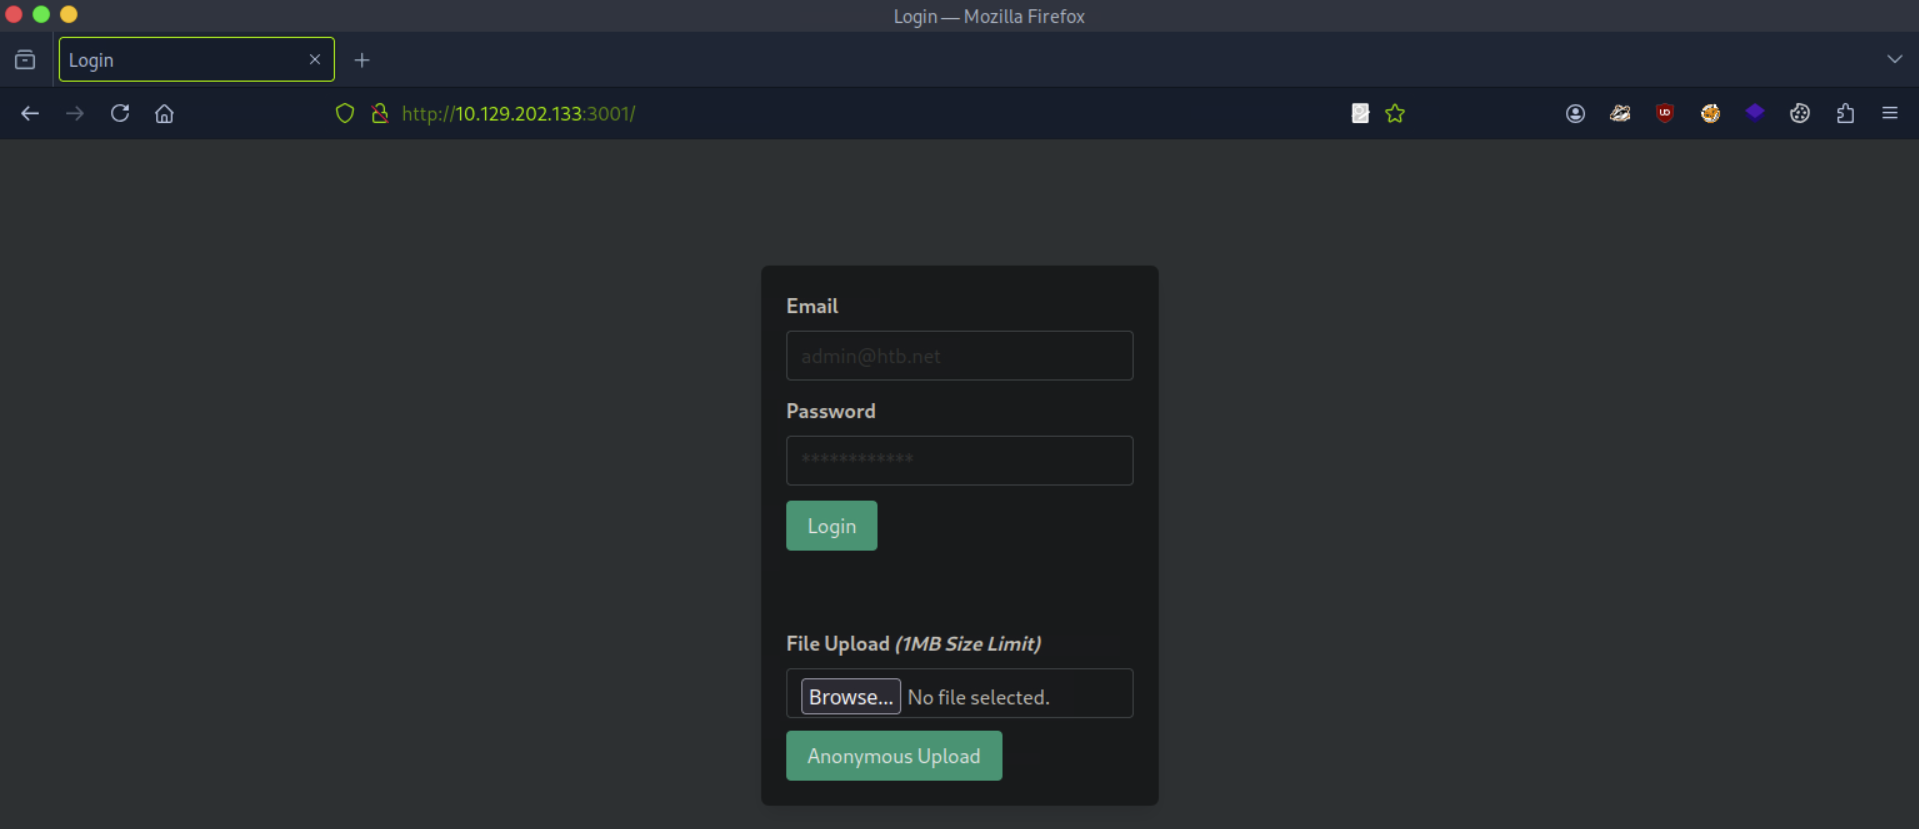 Login — Mozilla Firefox
Login
http://10.129.202.133:3001/
Email
admin@htb.net
Password
************
Login
File Upload (1MB Size Limit)
Browse... No file selected.
Anonymous Upload